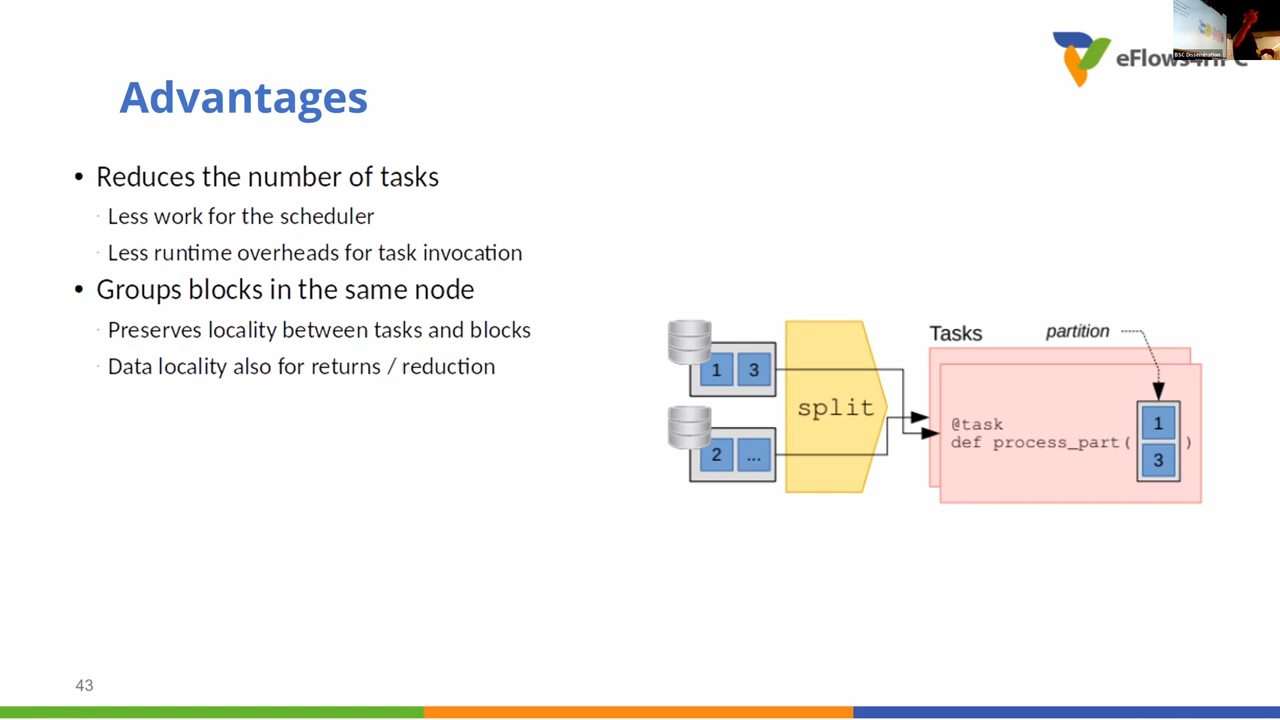 eFlows4HPC
BSC Dissemination
Advantages
• Reduces the number of tasks
· Less work for the scheduler
· Less runtime overheads for task invocation
• Groups blocks in the same node
· Preserves locality between tasks and blocks
· Data locality also for returns / reduction
1 3
2 ...
split
Tasks
partition
@task
def process_part(
1
3
)
43